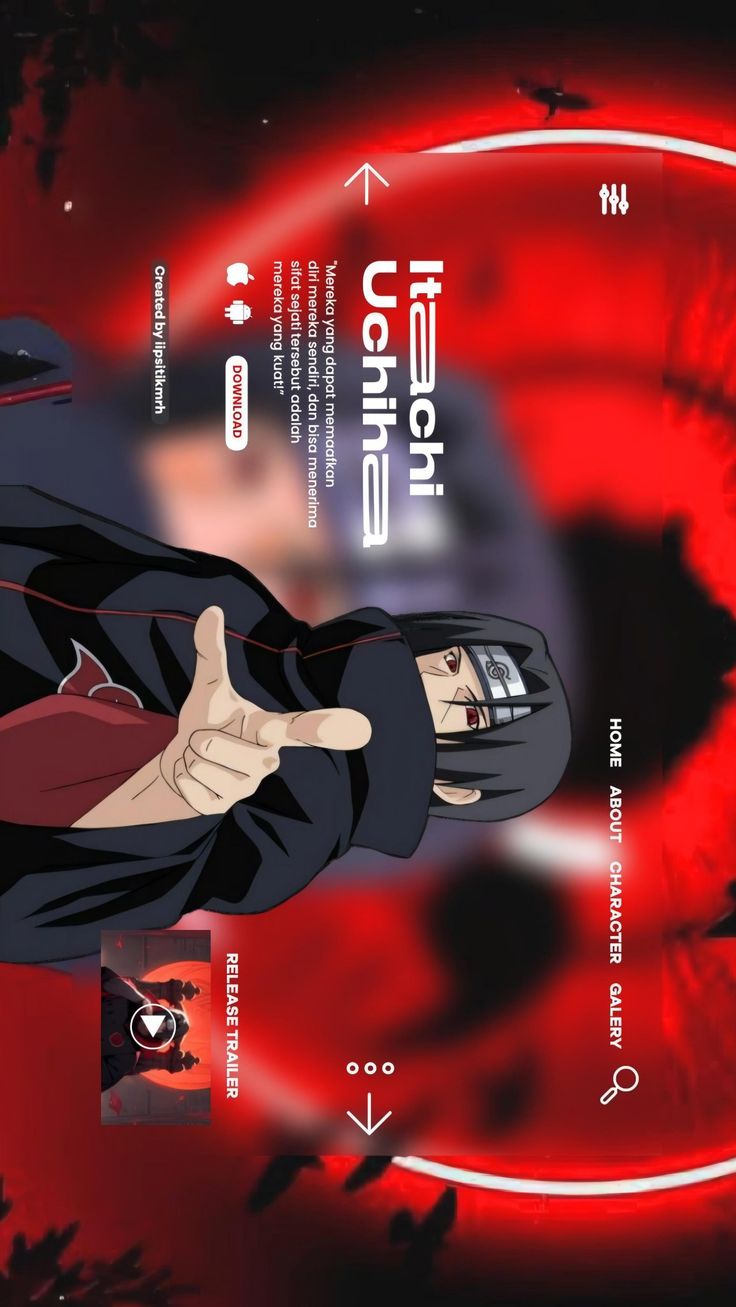 HOME ABOUT CHARACTER GALERY
Itachi
Uchiha
"Mereka yang dapat memaafkan
diri mereka sendiri, dan bisa menerima
sifat sejati tersebut adalah
mereka yang kuat!”
DOWNLOAD
RELEASE TRAILER
Created by iipsitikmrh